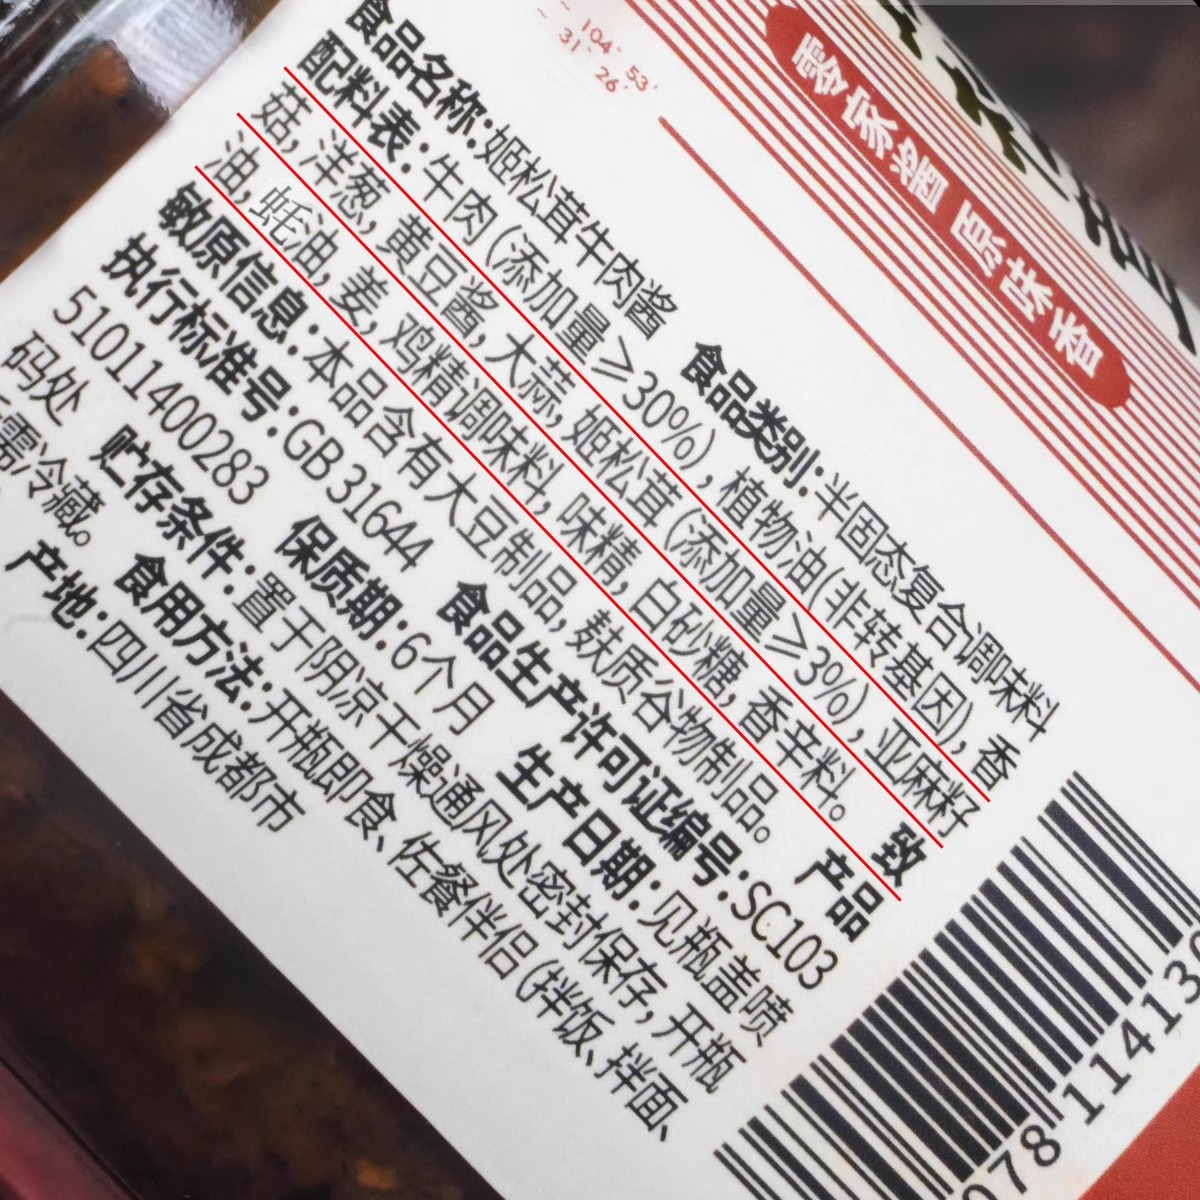 零家酱 原味香
~ 104° 53′
~ 31° 26′
食品名称：姬松茸牛肉酱 食品类别：半固态复合调味料
配料表：牛肉（添加量≥30%），植物油（非转基因），香
菇，洋葱，黄豆酱，大蒜，姬松茸（添加量≥3%），亚麻籽
油，蚝油，姜，鸡精调味料，味精，白砂糖，香辛料。 致
敏原信息：本品含有大豆制品，麸质谷物制品。 产品
执行标准号：GB 31644 食品生产许可证编号：SC103
51011400283 保质期：6个月 生产日期：见瓶盖喷
码处 贮存条件：置于阴凉干燥通风处密封保存，开瓶
需冷藏。 食用方法：开瓶即食、佐餐伴侣（拌饭、拌面、
产地：四川省成都市
078 11413